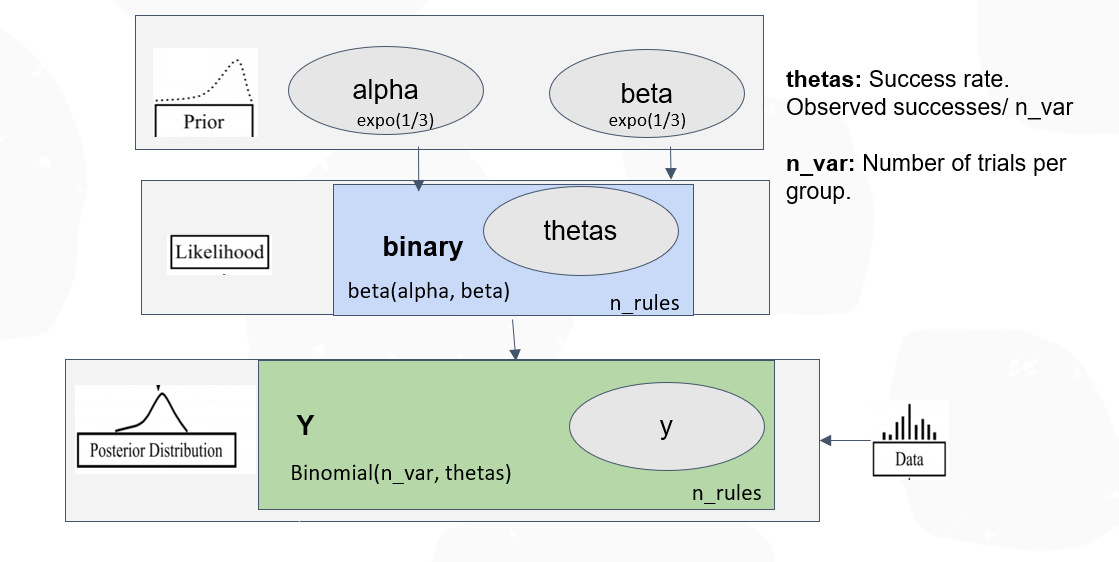 alpha
expo(1/3)
beta
expo(1/3)
Prior
thetas: Success rate.
Observed successes/ n_var
n_var: Number of trials per
group.
Likelihood
binary
thetas
beta(alpha, beta)
n_rules
Posterior Distribution
Y
y
Binomial(n_var, thetas)
n_rules
Data